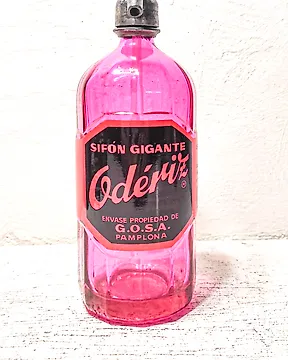 SIFÓN GIGANTE
Odériz
ENVASE PROPIEDAD DE
G.O.S.A.
PAMPLONA